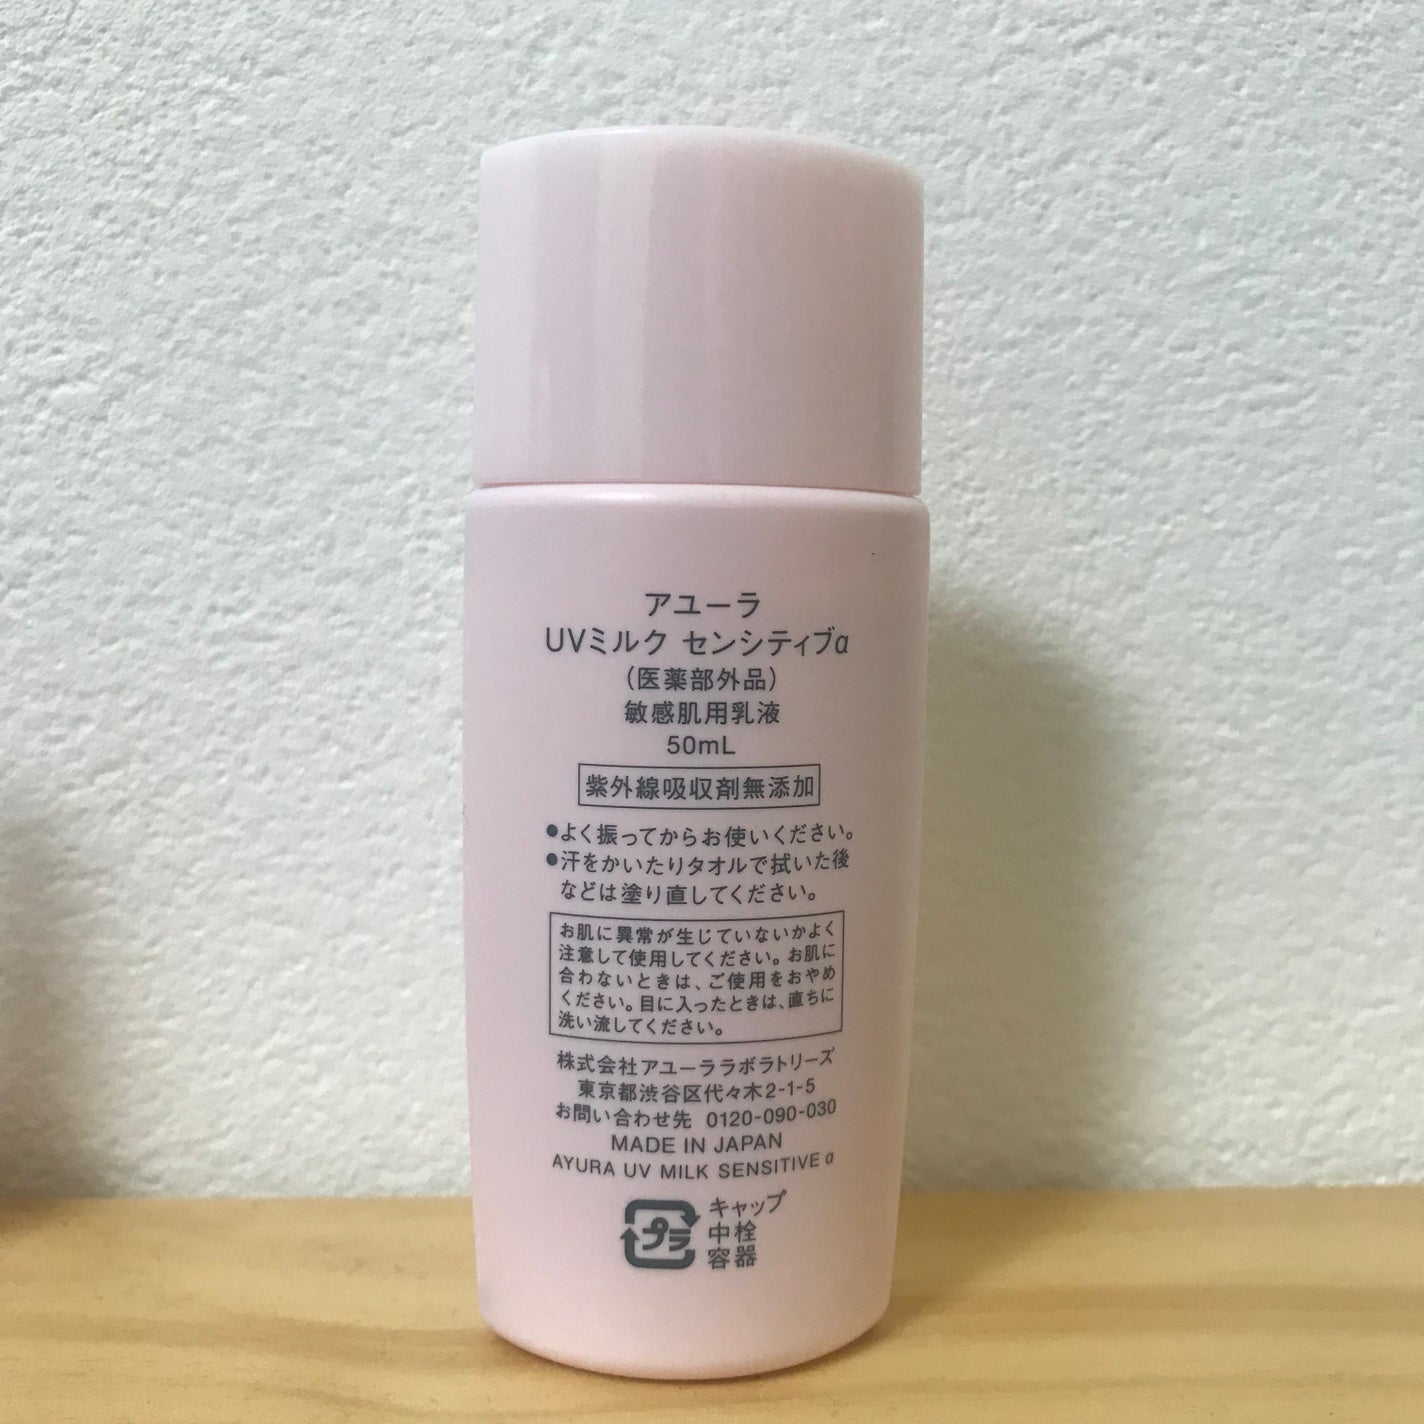 アユーラ
UVミルク センシティブα
（医薬部外品）
敏感肌用乳液
50mL
紫外線吸収剤無添加
●よく振ってからお使いください。
●汗をかいたりタオルで拭いた後
などは塗り直してください。
お肌に異常が生じていないかよく
注意して使用してください。お肌に
合わないときは、ご使用をおやめ
ください。目に入ったときは、直ちに
洗い流してください。
株式会社アユーララボラトリーズ
東京都渋谷区代々木2-1-5
お問い合わせ先 0120-090-030
MADE IN JAPAN
AYURA UV MILK SENSITIVE α
プラ
キャップ
中栓
容器